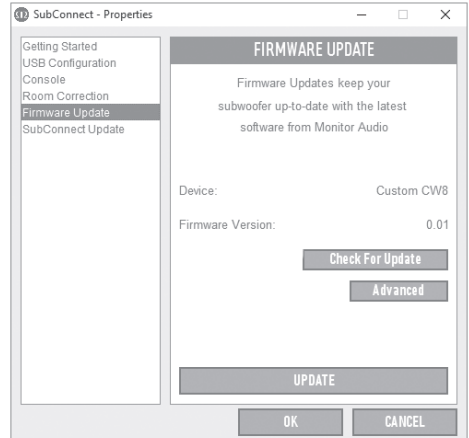 SubConnect - Properties
Getting Started
USB Configuration
Console
Room Correction
Firmware Update
SubConnect Update
FIRMWARE UPDATE
Firmware Updates keep your
subwoofer up-to-date with the latest
software from Monitor Audio
Device: Custom CW8
Firmware Version: 0.01
Check For Update
Advanced
UPDATE
OK CANCEL